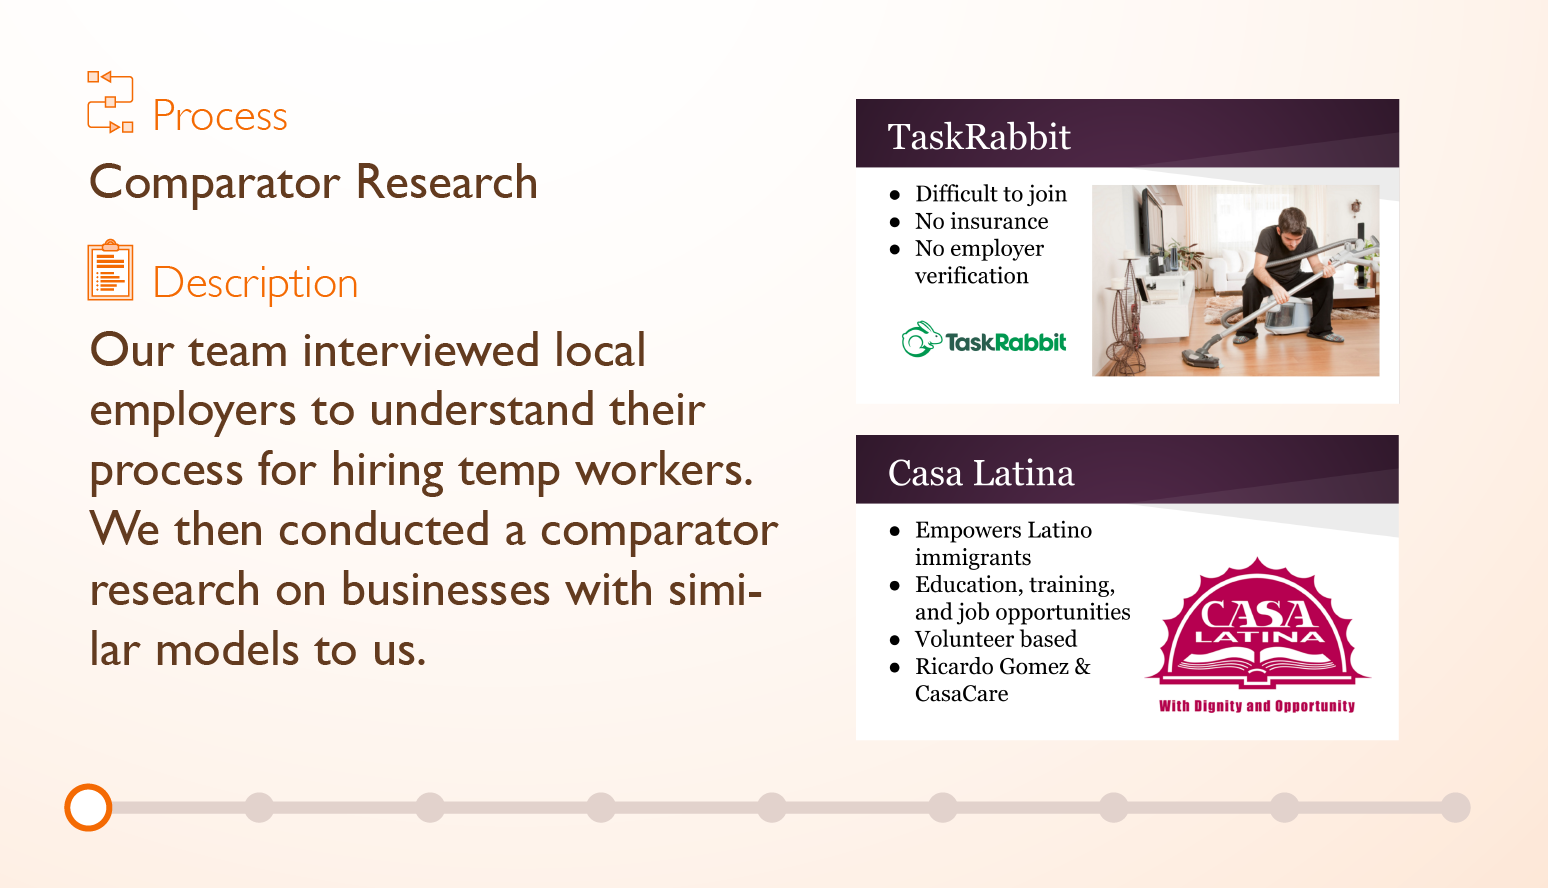 Process
Comparator Research
Description
Our team interviewed local
employers to understand their
process for hiring temp workers.
We then conducted a comparator
research on businesses with simi-
lar models to us.
TaskRabbit
● Difficult to join
● No insurance
● No employer
verification
TaskRabbit
Casa Latina
● Empowers Latino
immigrants
● Education, training,
and job opportunities
● Volunteer based
● Ricardo Gomez &
CasaCare
CASA
LATINA
With Dignity and Opportunity